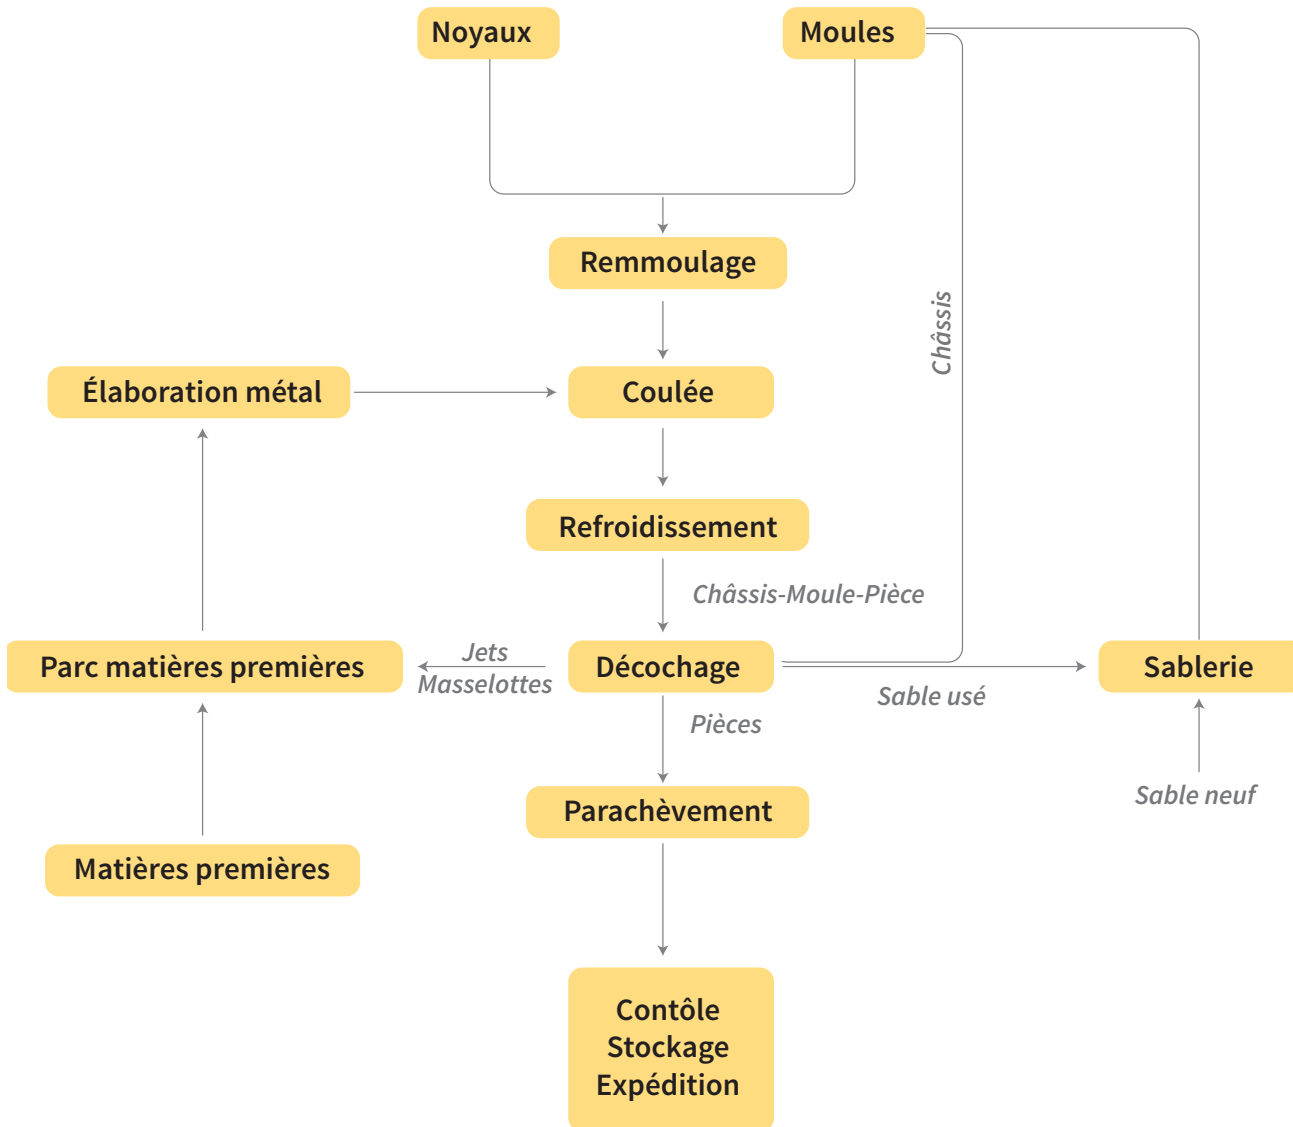 Noyaux
Moules
Remmoulage
Châssis
Élaboration métal
Coulée
Refroidissement
Châssis-Moule-Pièce
Parc matières premières
Jets
Masselottes
Décochage
Sable usé
Sablerie
Pièces
Sable neuf
Parachèvement
Matières premières
Contôle
Stockage
Expédition